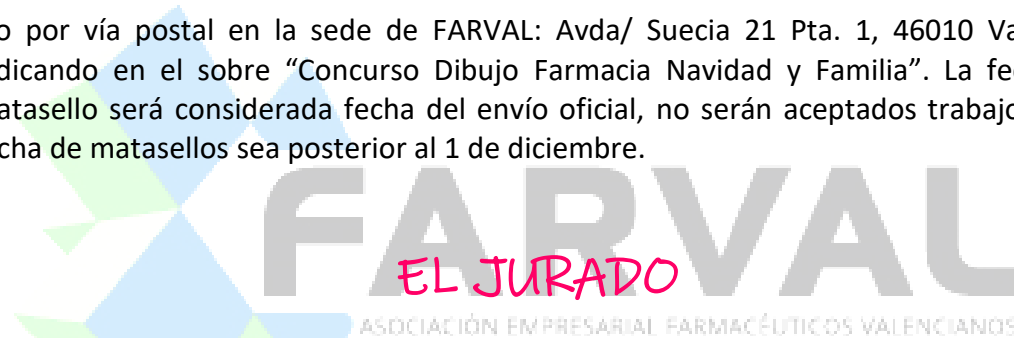 o por vía postal en la sede de FARVAL: Avda/ Suecia 21 Pta. 1, 46010 Va
dicando en el sobre “Concurso Dibujo Farmacia Navidad y Familia”. La fe
atasello será considerada fecha del envío oficial, no serán aceptados trabajo
cha de matasellos sea posterior al 1 de diciembre.
FARVAL
EL JURADO
ASOCIACIÓN EMPRESARIAL FARMACÉUTICOS VALENCIANOS